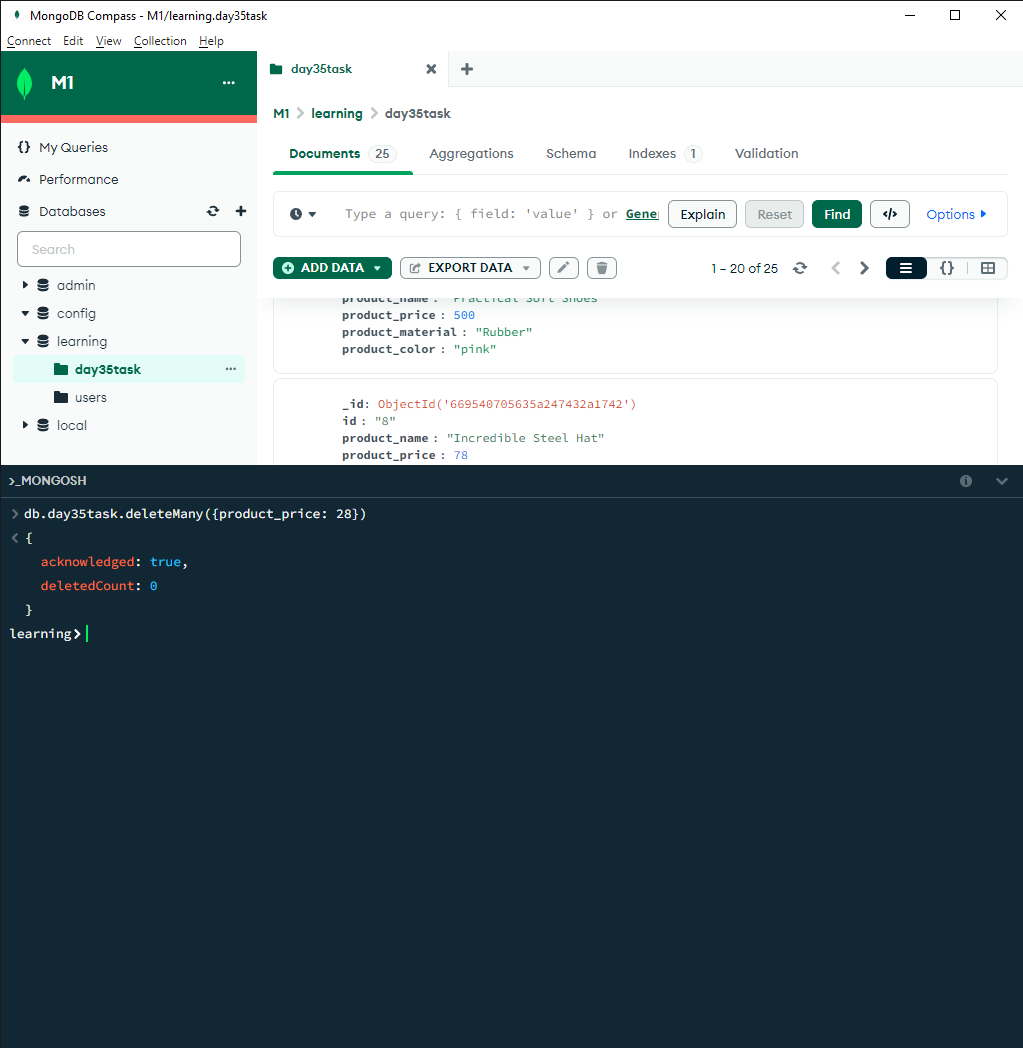 MongoDB Compass - M1/learning.day35task
Connect Edit View Collection Help
M1
...
day35task
M1 > learning > day35task
Documents 25 Aggregations Schema Indexes 1 Validation
{} My Queries
Performance
Databases
Search
admin
config
learning
day35task
...
users
local
Type a query: { field: 'value' } or Gene
Explain
Reset
Find
</>
Options
ADD DATA
EXPORT DATA
1 – 20 of 25
{}
product_name : "Practical Soft Shoes"
product_price : 500
product_material : "Rubber"
product_color : "pink"
_id: ObjectId('669540705635a247432a1742')
id : "8"
product_name : "Incredible Steel Hat"
product_price : 78
>_MONGOSH
> db.day35task.deleteMany({product_price: 28})
< {
acknowledged: true,
deletedCount: 0
}
learning>